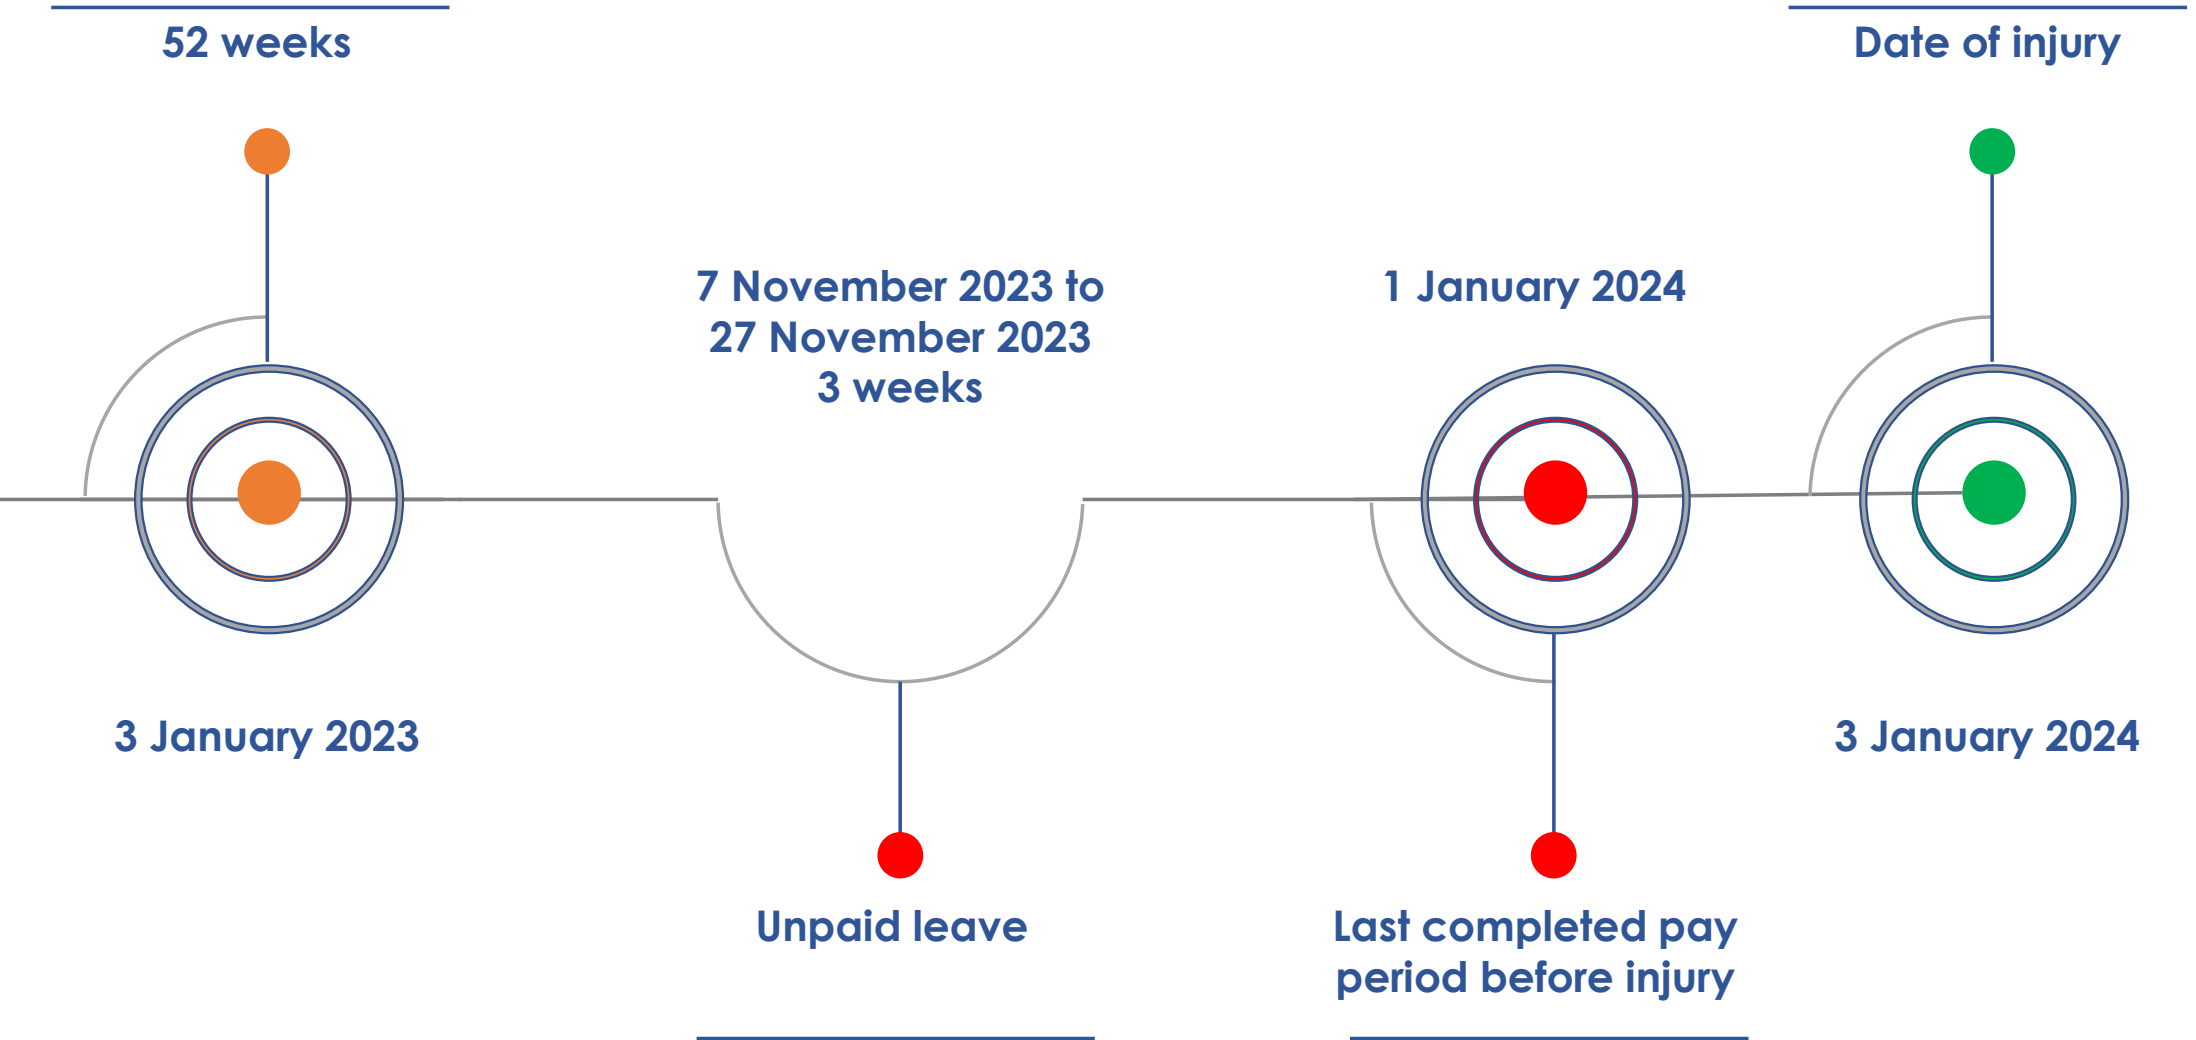 52 weeks
Date of injury
7 November 2023 to
27 November 2023
3 weeks
1 January 2024
3 January 2023
3 January 2024
Unpaid leave
Last completed pay
period before injury